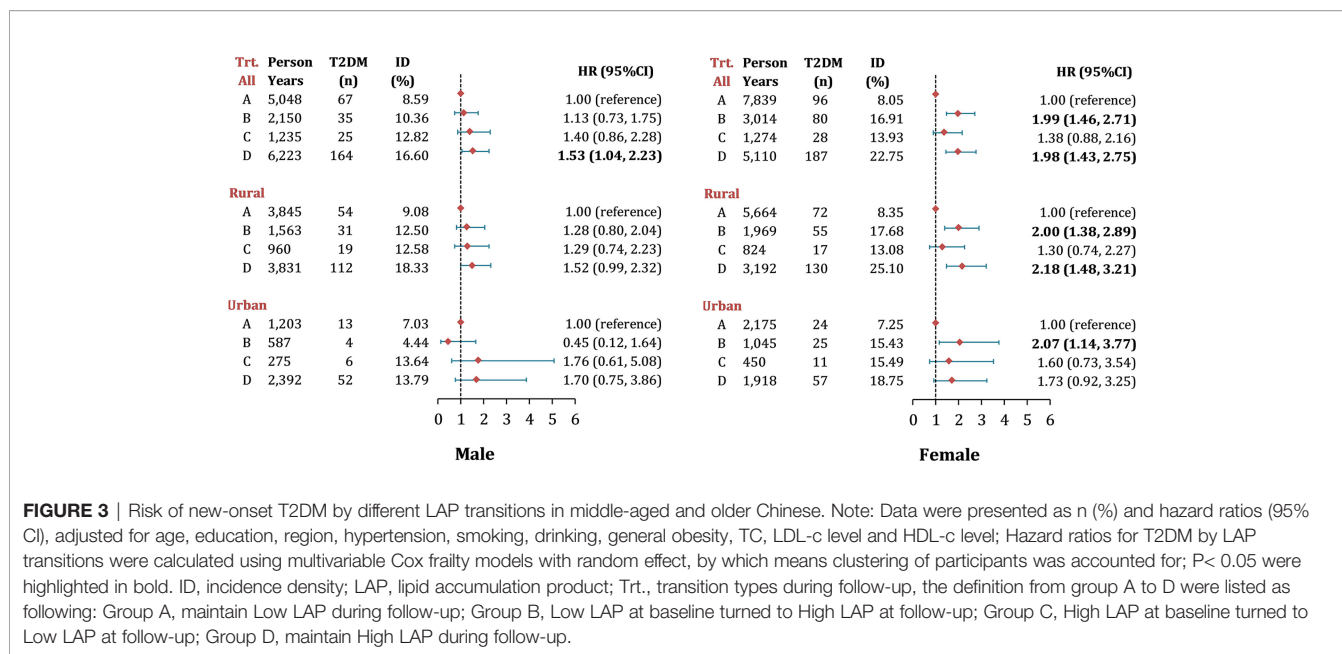 Trt. Person T2DM ID HR (95%CI)
All Years (n) (%)
A 5,048 67 8.59 1.00 (reference)
B 2,150 35 10.36 1.13 (0.73, 1.75)
C 1,235 25 12.82 1.40 (0.86, 2.28)
D 6,223 164 16.60 1.53 (1.04, 2.23)
Rural
A 3,845 54 9.08 1.00 (reference)
B 1,563 31 12.50 1.28 (0.80, 2.04)
C 960 19 12.58 1.29 (0.74, 2.23)
D 3,831 112 18.33 1.52 (0.99, 2.32)
Urban
A 1,203 13 7.03 1.00 (reference)
B 587 4 4.44 0.45 (0.12, 1.64)
C 275 6 13.64 1.76 (0.61, 5.08)
D 2,392 52 13.79 1.70 (0.75, 3.86)
0 1 2 3 4 5 6
Male
Trt. Person T2DM ID HR (95%CI)
All Years (n) (%)
A 7,839 96 8.05 1.00 (reference)
B 3,014 80 16.91 1.99 (1.46, 2.71)
C 1,274 28 13.93 1.38 (0.88, 2.16)
D 5,110 187 22.75 1.98 (1.43, 2.75)
Rural
A 5,664 72 8.35 1.00 (reference)
B 1,969 55 17.68 2.00 (1.38, 2.89)
C 824 17 13.08 1.30 (0.74, 2.27)
D 3,192 130 25.10 2.18 (1.48, 3.21)
Urban
A 2,175 24 7.25 1.00 (reference)
B 1,045 25 15.43 2.07 (1.14, 3.77)
C 450 11 15.49 1.60 (0.73, 3.54)
D 1,918 57 18.75 1.73 (0.92, 3.25)
0 1 2 3 4 5 6
Female
FIGURE 3 | Risk of new-onset T2DM by different LAP transitions in middle-aged and older Chinese. Note: Data were presented as n (%) and hazard ratios (95%
CI), adjusted for age, education, region, hypertension, smoking, drinking, general obesity, TC, LDL-c level and HDL-c level; Hazard ratios for T2DM by LAP
transitions were calculated using multivariable Cox frailty models with random effect, by which means clustering of participants was accounted for; P< 0.05 were
highlighted in bold. ID, incidence density; LAP, lipid accumulation product; Trt., transition types during follow-up, the definition from group A to D were listed as
following: Group A, maintain Low LAP during follow-up; Group B, Low LAP at baseline turned to High LAP at follow-up; Group C, High LAP at baseline turned to
Low LAP at follow-up; Group D, maintain High LAP during follow-up.